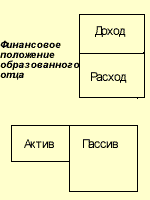 Доход
Финансовое
положение
образованного
отца
Расход
Актив
Пассив